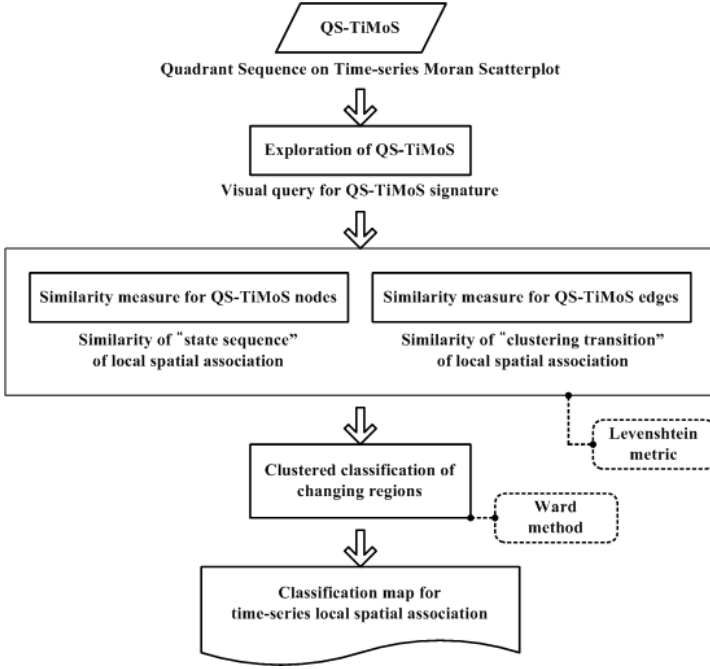 QS-TiMoS
Quadrant Sequence on Time-series Moran Scatterplot
Exploration of QS-TiMoS
Visual query for QS-TiMoS signature
Similarity measure for QS-TiMoS nodes
Similarity of “state sequence”
of local spatial association
Similarity measure for QS-TiMoS edges
Similarity of “clustering transition”
of local spatial association
Levenshtein
metric
Clustered classification of
changing regions
Ward
method
Classification map for
time-series local spatial association